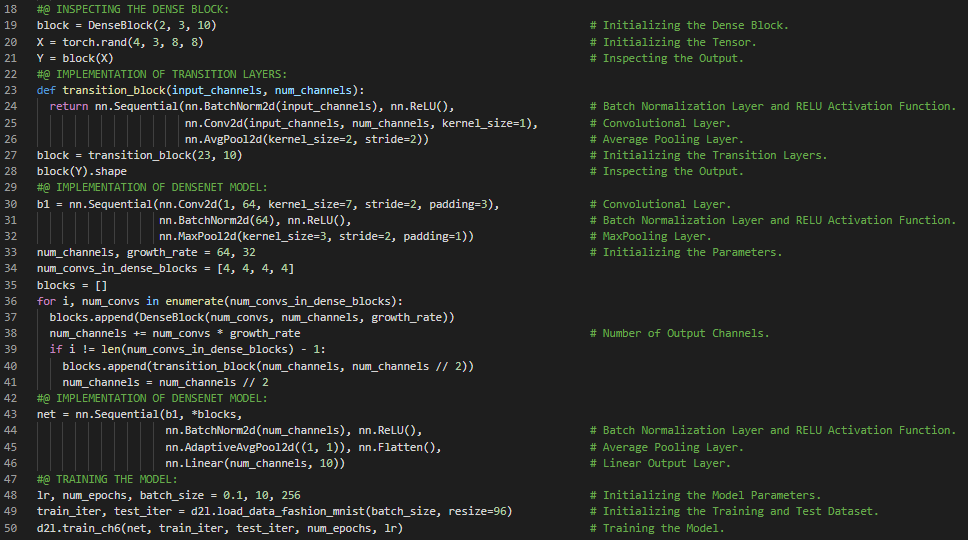 18 #@ INSPECTING THE DENSE BLOCK:
19 block = DenseBlock(2, 3, 10) # Initializing the Dense Block.
20 X = torch.rand(4, 3, 8, 8) # Initializing the Tensor.
21 Y = block(X) # Inspecting the Output.
22 #@ IMPLEMENTATION OF TRANSITION LAYERS:
23 def transition_block(input_channels, num_channels):
24   return nn.Sequential(nn.BatchNorm2d(input_channels), nn.ReLU(), # Batch Normalization Layer and RELU Activation Function.
25                        nn.Conv2d(input_channels, num_channels, kernel_size=1), # Convolutional Layer.
26                        nn.AvgPool2d(kernel_size=2, stride=2)) # Average Pooling Layer.
27 block = transition_block(23, 10) # Initializing the Transition Layers.
28 block(Y).shape # Inspecting the Output.
29 #@ IMPLEMENTATION OF DENSENET MODEL:
30 b1 = nn.Sequential(nn.Conv2d(1, 64, kernel_size=7, stride=2, padding=3), # Convolutional Layer.
31                    nn.BatchNorm2d(64), nn.ReLU(), # Batch Normalization Layer and RELU Activation Function.
32                    nn.MaxPool2d(kernel_size=3, stride=2, padding=1)) # MaxPooling Layer.
33 num_channels, growth_rate = 64, 32 # Initializing the Parameters.
34 num_convs_in_dense_blocks = [4, 4, 4, 4]
35 blocks = []
36 for i, num_convs in enumerate(num_convs_in_dense_blocks):
37   blocks.append(DenseBlock(num_convs, num_channels, growth_rate))
38   num_channels += num_convs * growth_rate # Number of Output Channels.
39   if i != len(num_convs_in_dense_blocks) - 1:
40     blocks.append(transition_block(num_channels, num_channels // 2))
41     num_channels = num_channels // 2
42 #@ IMPLEMENTATION OF DENSENET MODEL:
43 net = nn.Sequential(b1, *blocks,
44                     nn.BatchNorm2d(num_channels), nn.ReLU(), # Batch Normalization Layer and RELU Activation Function.
45                     nn.AdaptiveAvgPool2d((1, 1)), nn.Flatten(), # Average Pooling Layer.
46                     nn.Linear(num_channels, 10)) # Linear Output Layer.
47 #@ TRAINING THE MODEL:
48 lr, num_epochs, batch_size = 0.1, 10, 256 # Initializing the Model Parameters.
49 train_iter, test_iter = d2l.load_data_fashion_mnist(batch_size, resize=96) # Initializing the Training and Test Dataset.
50 d2l.train_ch6(net, train_iter, test_iter, num_epochs, lr) # Training the Model.